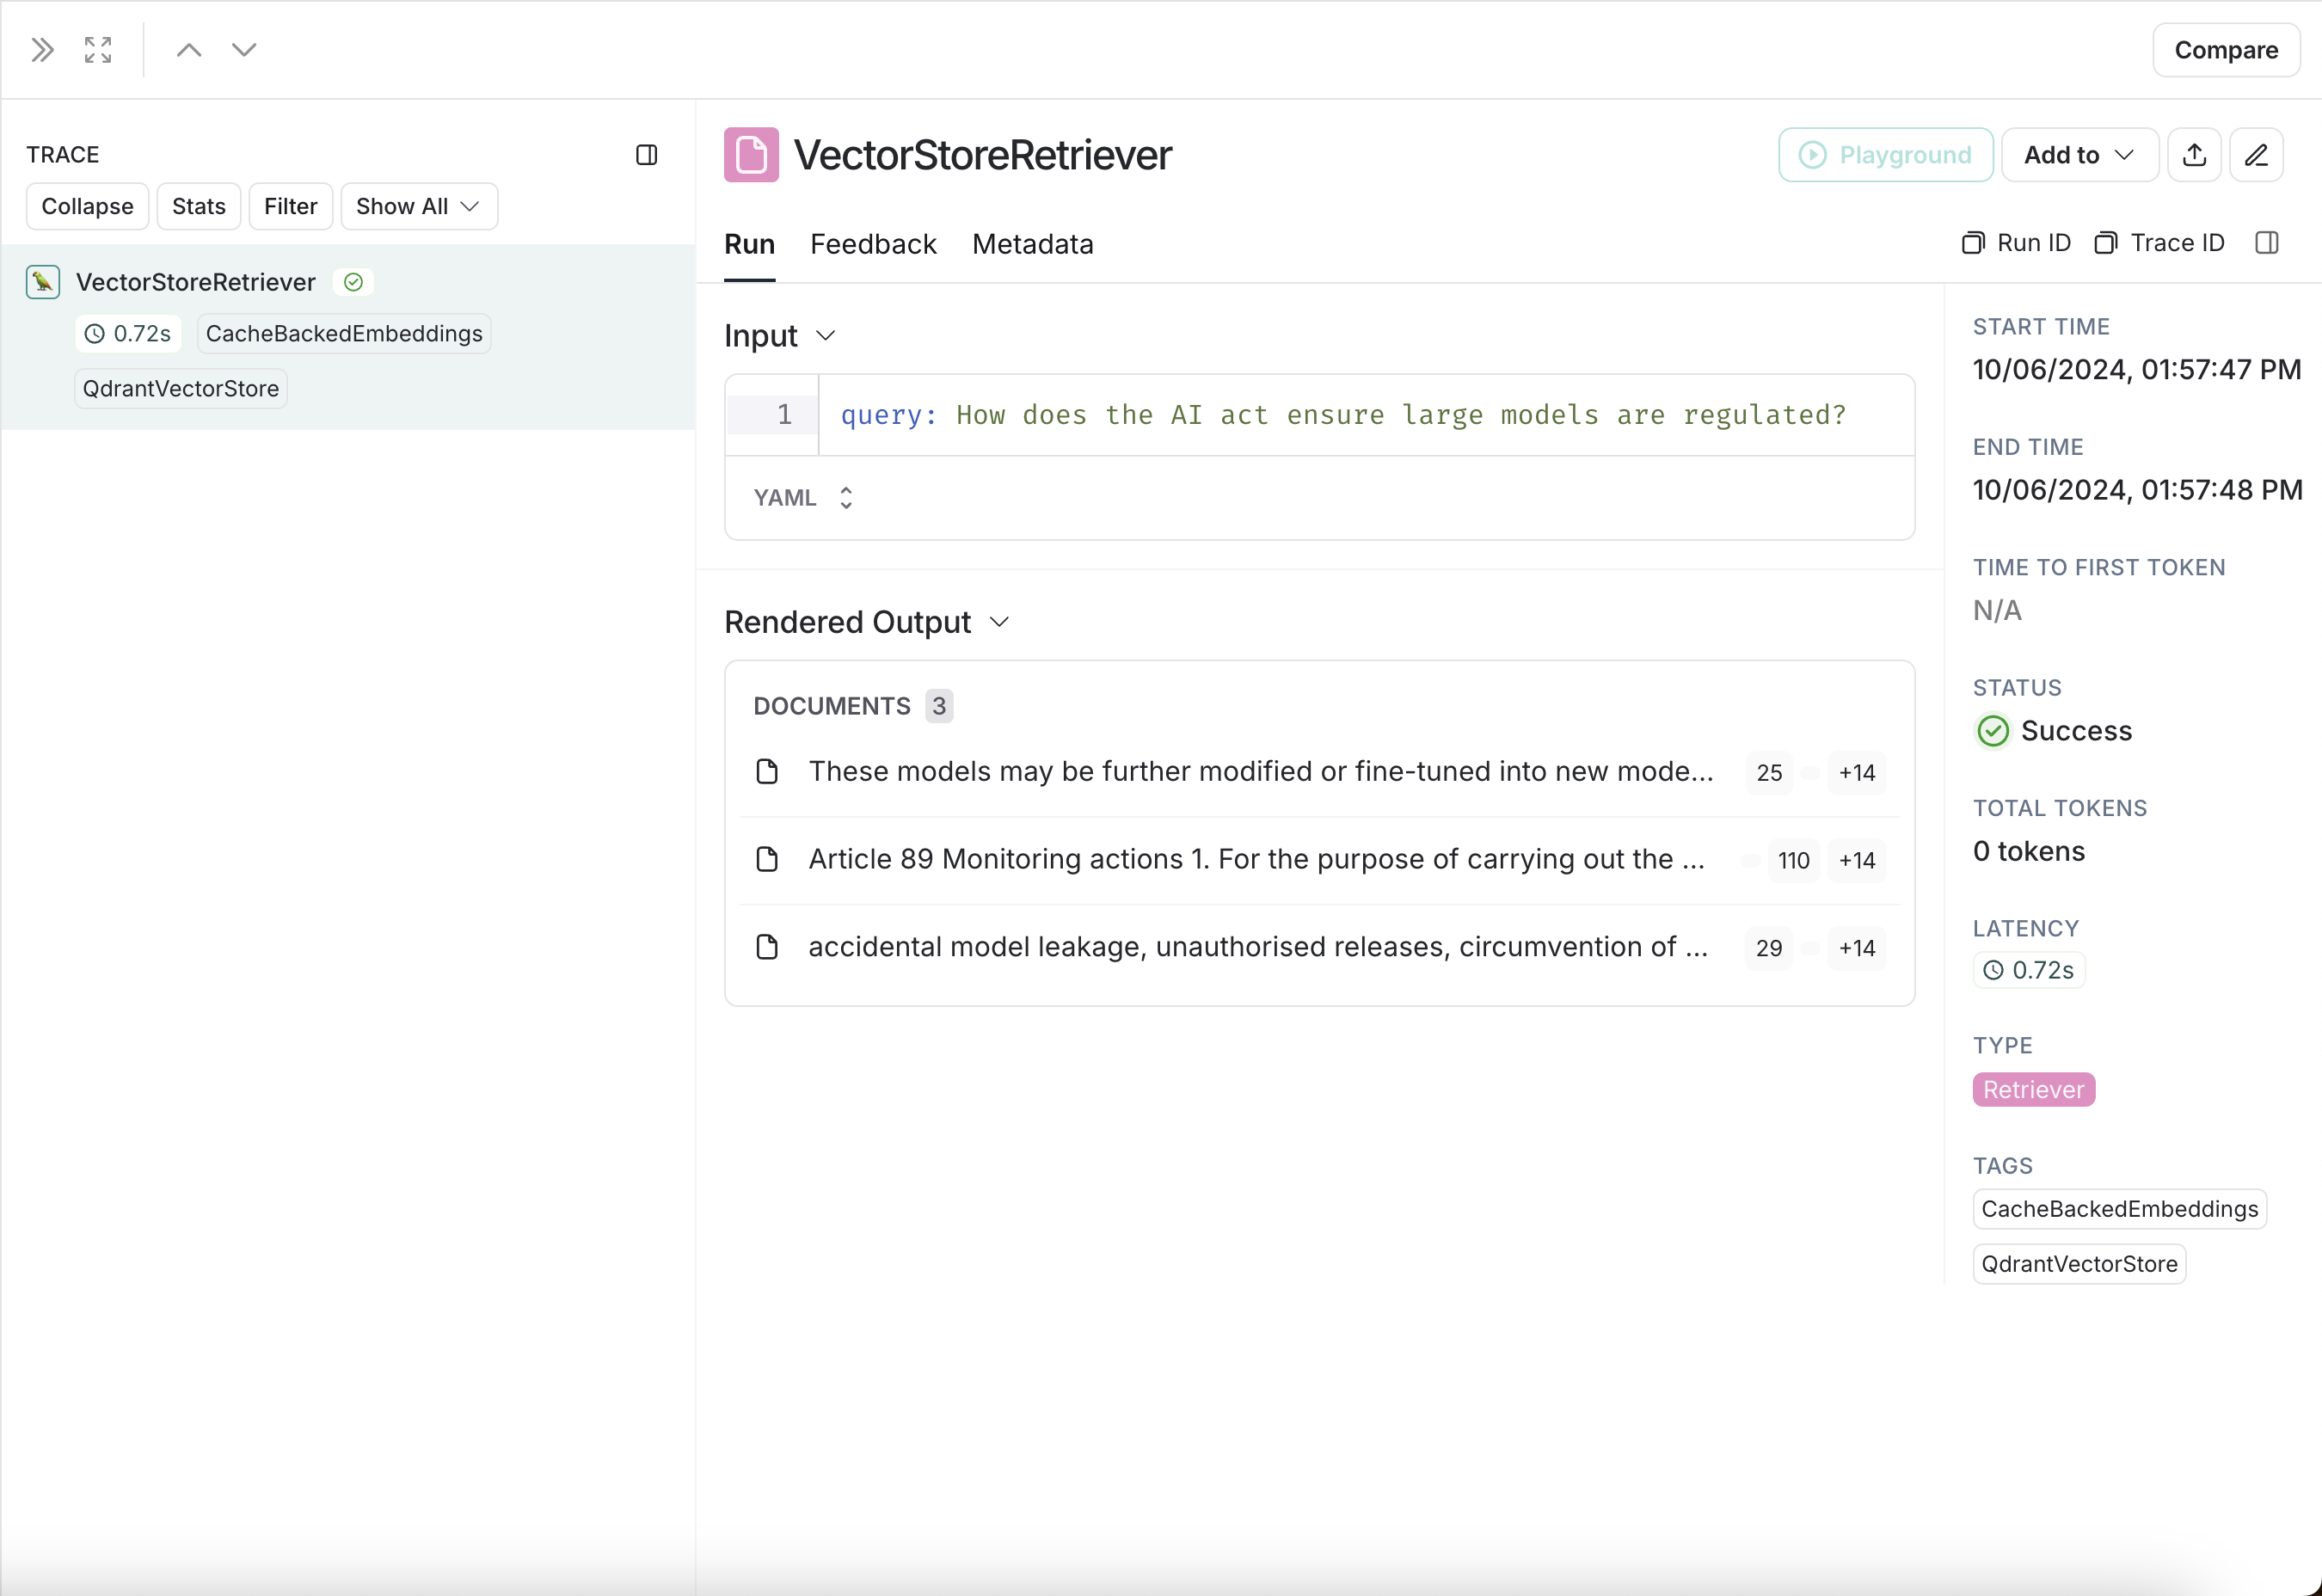 Compare
TRACE
Collapse Stats Filter Show All
VectorStoreRetriever
0.72s CacheBackedEmbeddings
QdrantVectorStore
VectorStoreRetriever
Playground Add to
Run Feedback Metadata
Run ID Trace ID
Input
1 query: How does the AI act ensure large models are regulated?
YAML
Rendered Output
DOCUMENTS 3
These models may be further modified or fine-tuned into new mode... 25 +14
Article 89 Monitoring actions 1. For the purpose of carrying out the ... 110 +14
accidental model leakage, unauthorised releases, circumvention of ... 29 +14
START TIME
10/06/2024, 01:57:47 PM
END TIME
10/06/2024, 01:57:48 PM
TIME TO FIRST TOKEN
N/A
STATUS
Success
TOTAL TOKENS
0 tokens
LATENCY
0.72s
TYPE
Retriever
TAGS
CacheBackedEmbeddings
QdrantVectorStore